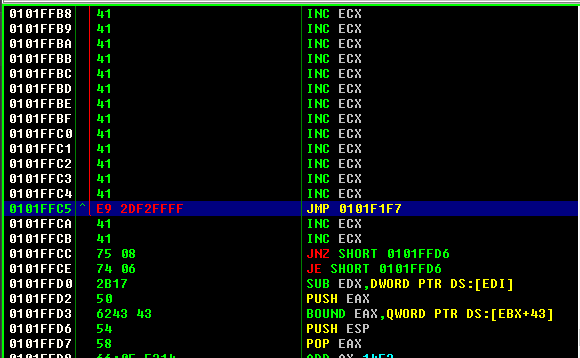 0101FFB8 41 INC ECX
0101FFB9 41 INC ECX
0101FFBA 41 INC ECX
0101FFBB 41 INC ECX
0101FFBC 41 INC ECX
0101FFBD 41 INC ECX
0101FFBE 41 INC ECX
0101FFBF 41 INC ECX
0101FFC0 41 INC ECX
0101FFC1 41 INC ECX
0101FFC2 41 INC ECX
0101FFC3 41 INC ECX
0101FFC4 41 INC ECX
0101FFC5 ^ E9 2DF2FFFF JMP 0101F1F7
0101FFCA 41 INC ECX
0101FFCB 41 INC ECX
0101FFCC 75 08 JNZ SHORT 0101FFD6
0101FFCE 74 06 JE SHORT 0101FFD6
0101FFD0 2B17 SUB EDX,DWORD PTR DS:[EDI]
0101FFD2 50 PUSH EAX
0101FFD3 6243 43 BOUND EAX,QWORD PTR DS:[EBX+43]
0101FFD6 54 PUSH ESP
0101FFD7 58 POP EAX